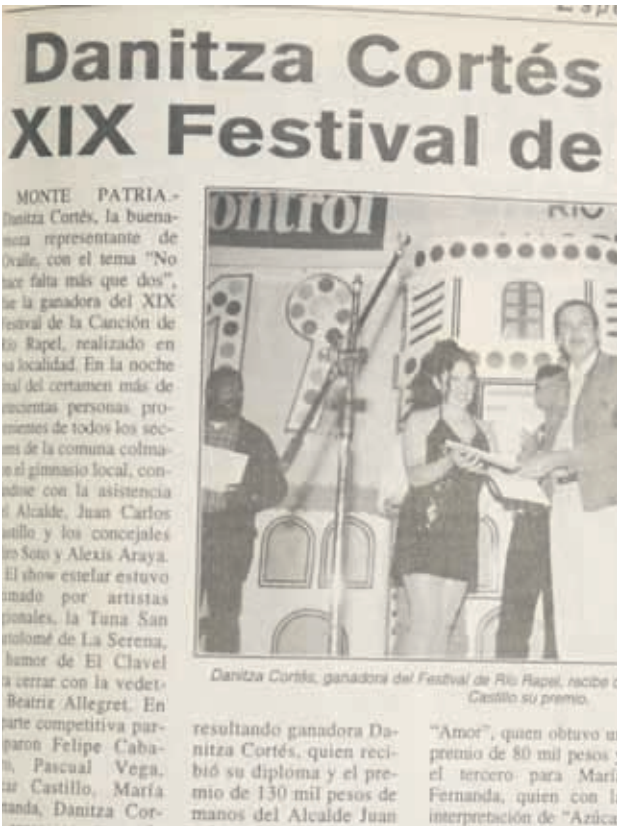 Danitza Cortés
XIX Festival de
MONTE PATRIA.-
Danitza Cortés, la buena-
moza representante de
Ovalle, con el tema "No
hace falta más que dos",
fue la ganadora del XIX
Festival de la Canción de
Río Rapel, realizado en
esa localidad. En la noche
del certamen más de
personas pro-
de todos los sec-
de la comuna colma-
el gimnasio local, con-
con la asistencia
Alcalde, Juan Carlos
y los concejales
Soto y Alexis Araya.
El show estelar estuvo
por artistas
la Tuna San
de La Serena,
humor de El Clavel
a cerrar con la vedet-
Beatriz Allegret. En
parte competitiva par-
Felipe Caba-
Pascual Vega,
Castillo, María
Danitza Cor-
ontrol
RIO
19
Danitza Cortés, ganadora del Festival de Río Rapel, recibe
Castillo su premio.
resultando ganadora Da-
nitza Cortés, quien reci-
bió su diploma y el pre-
mio de 130 mil pesos de
manos del Alcalde Juan
"Amor", quien obtuvo un
premio de 80 mil pesos y
el tercero para María
Fernanda, quien con la
interpretación de "Azúca